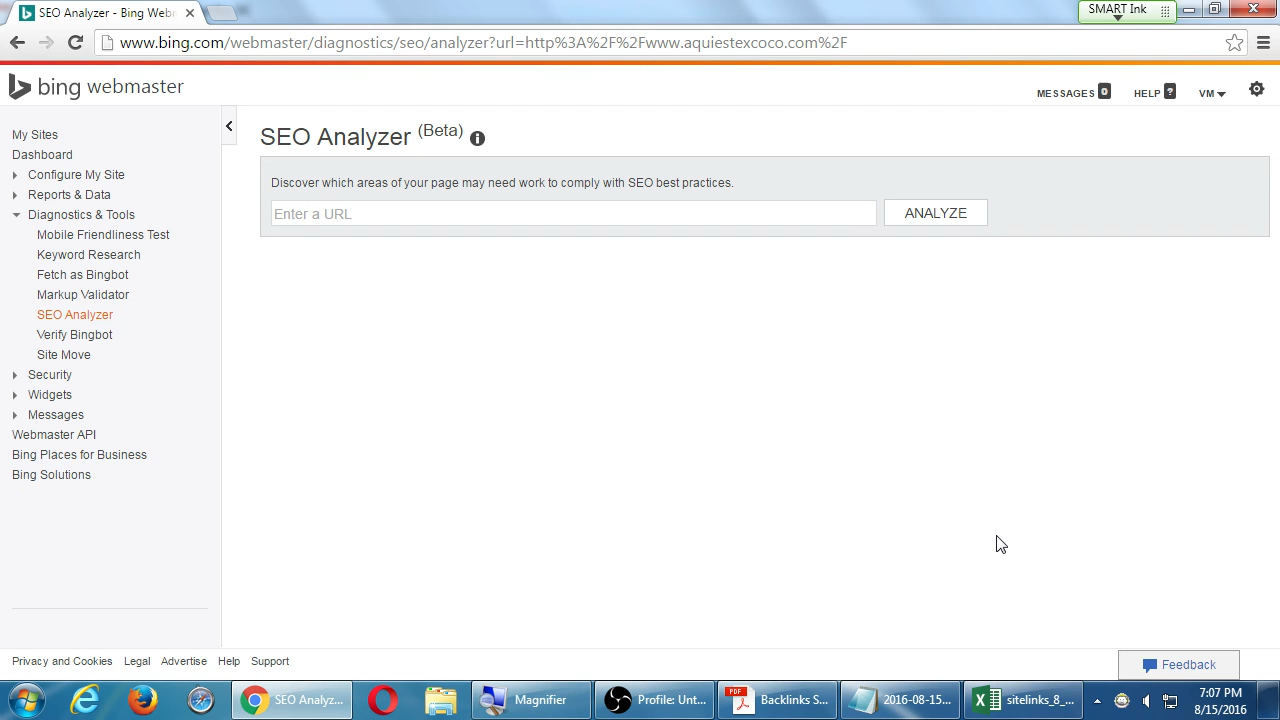 SEO Analyzer - Bing Web
SMART Ink
www.bing.com/webmaster/diagnostics/seo/analyzer?url=http%3A%2F%2Fwww.aquiestexcoco.com%2F
bing webmaster
MESSAGES 0 HELP ? VM
My Sites
Dashboard
Configure My Site
Reports & Data
Diagnostics & Tools
Mobile Friendliness Test
Keyword Research
Fetch as Bingbot
Markup Validator
SEO Analyzer
Verify Bingbot
Site Move
Security
Widgets
Messages
Webmaster API
Bing Places for Business
Bing Solutions
SEO Analyzer (Beta)
Discover which areas of your page may need work to comply with SEO best practices.
Enter a URL
ANALYZE
Privacy and Cookies Legal Advertise Help Support
Feedback
SEO Analyz... Magnifier Profile: Unt... PDF Backlinks S... 2016-08-15... sitelinks_8_...
7:07 PM
8/15/2016